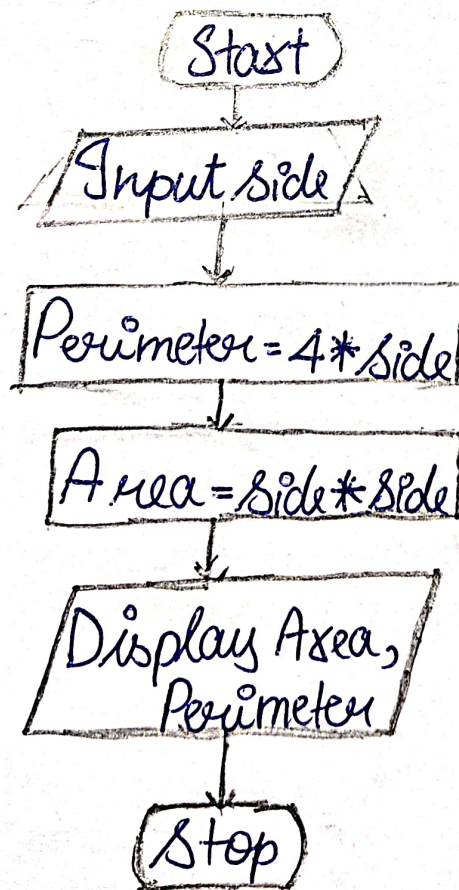 Start
Input side
Perimeter = 4 * side
Area = side * side
Display Area,
Perimeter
Stop